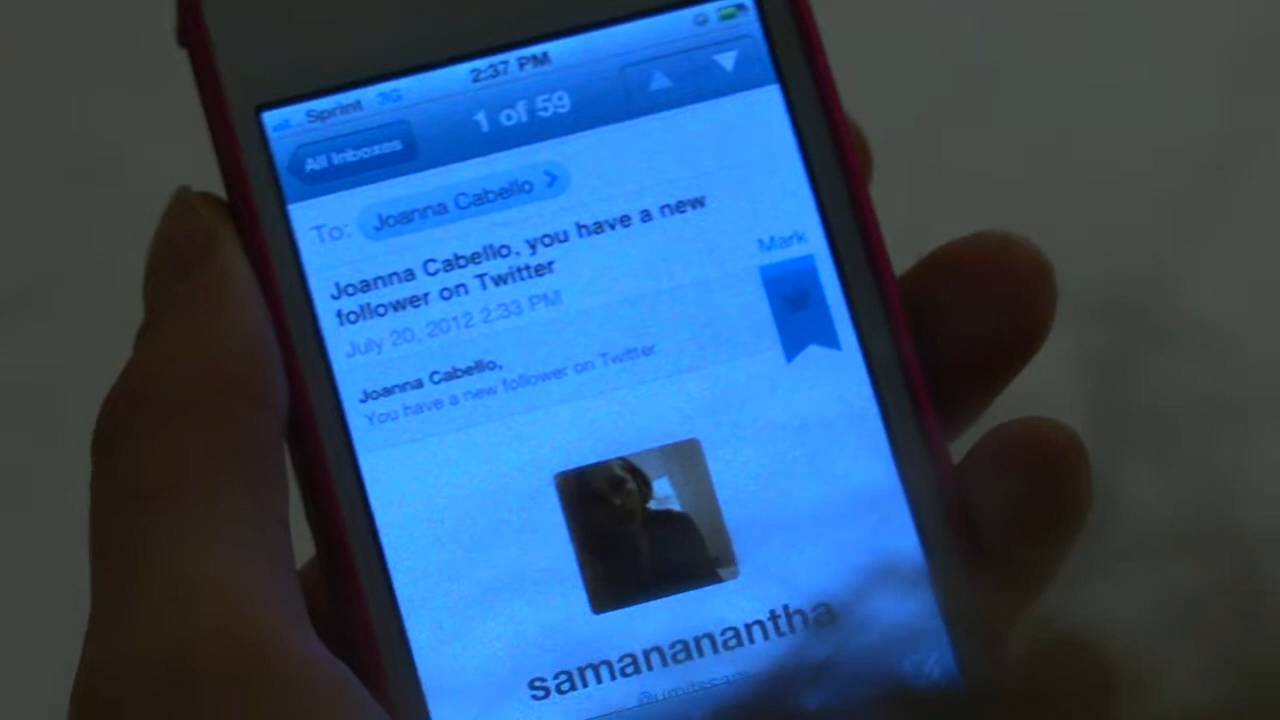 Sprint 3G 2:37 PM
All Inboxes 1 of 59
To: Joanna Cabello
Joanna Cabello, you have a new
follower on Twitter
July 20, 2012 2:33 PM
Mark
Joanna Cabello,
You have a new follower on Twitter
samananantha